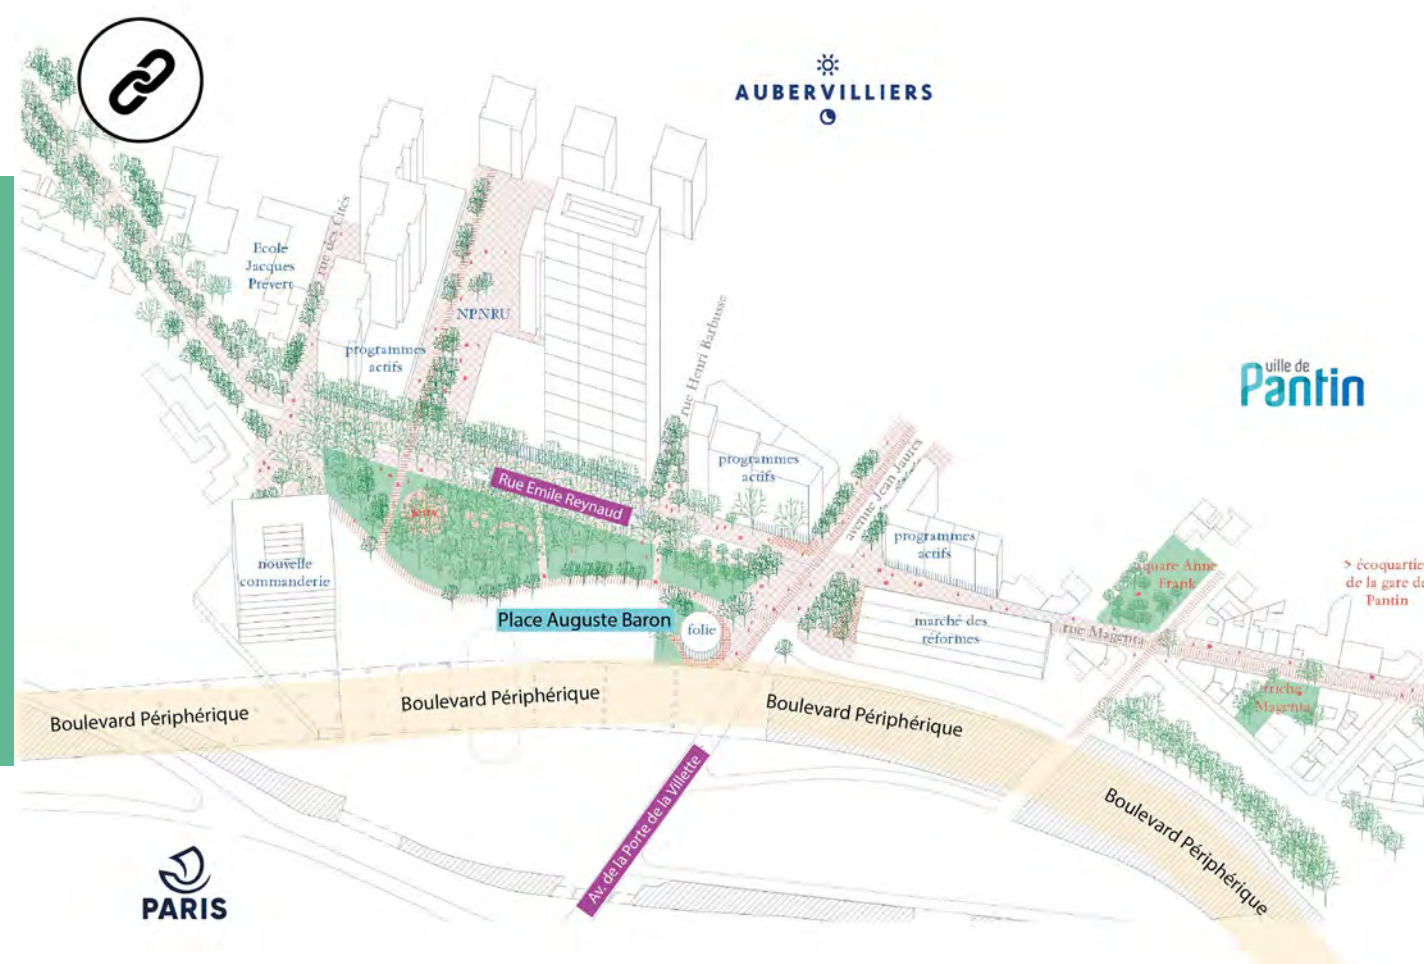 AUBERVILLIERS
rue des Cités
Ecole
Jacques
Prévert
NPNRU
programmes
actifs
rue Henri Barbusse
ville de
Pantin
programmes
actifs
avenue Jean Jaurès
Rue Emile Reynaud
jeux
programmes
actifs
nouvelle
commanderie
square Anne
Frank
> écoquartie
de la gare de
Pantin
Place Auguste Baron
folie
marché des
réformes
rue Magenta
friche
Magenta
Boulevard Périphérique
Boulevard Périphérique
Boulevard Périphérique
Boulevard Périphérique
Av. de la Porte de la Villette
PARIS